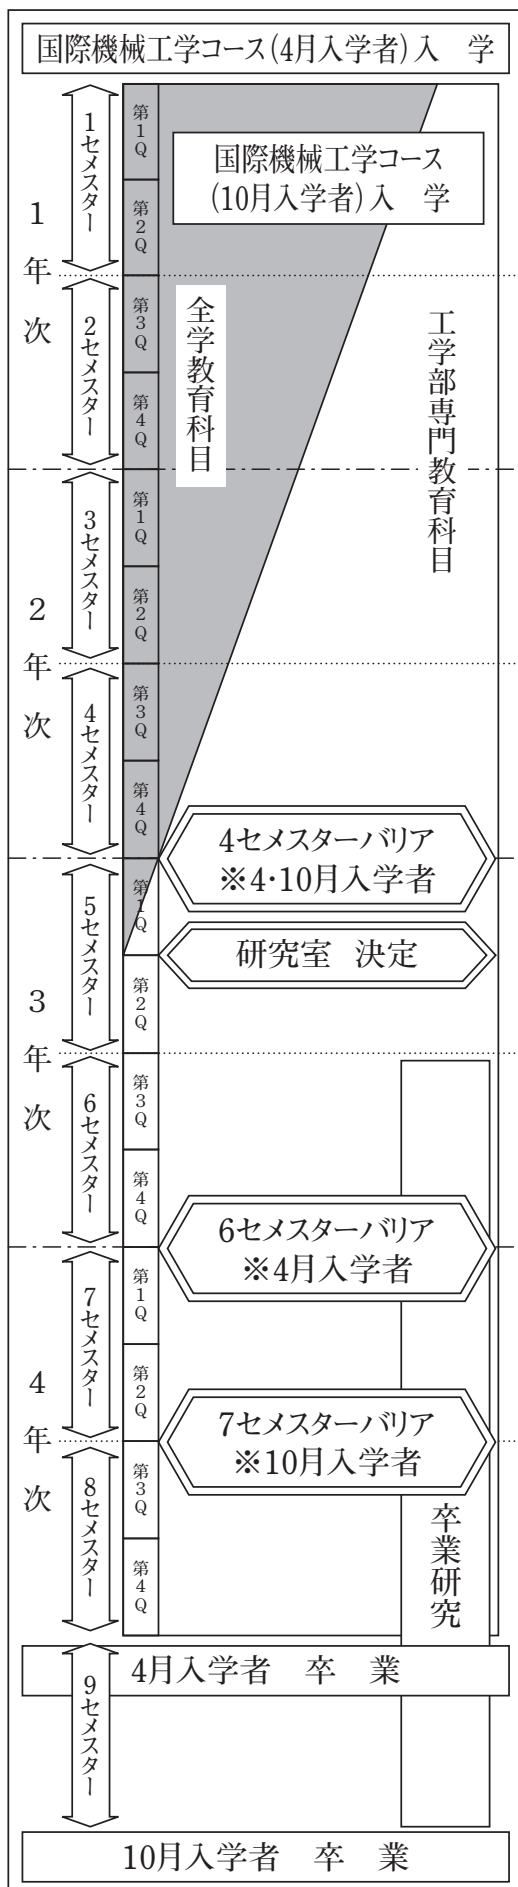 国際機械工学コース(4月入学者)入 学
1年次
1セメスター
第1Q
国際機械工学コース
(10月入学者)入 学
第2Q
2セメスター
第3Q
全学教育科目
工学部専門教育科目
第4Q
2年次
3セメスター
第1Q
第2Q
4セメスター
第3Q
第4Q
4セメスターバリア
※4・10月入学者
3年次
5セメスター
第1Q
研究室 決定
第2Q
6セメスター
第3Q
第4Q
6セメスターバリア
※4月入学者
4年次
7セメスター
第1Q
第2Q
7セメスターバリア
※10月入学者
8セメスター
第3Q
卒業研究
第4Q
4月入学者 卒 業
9セメスター
10月入学者 卒 業